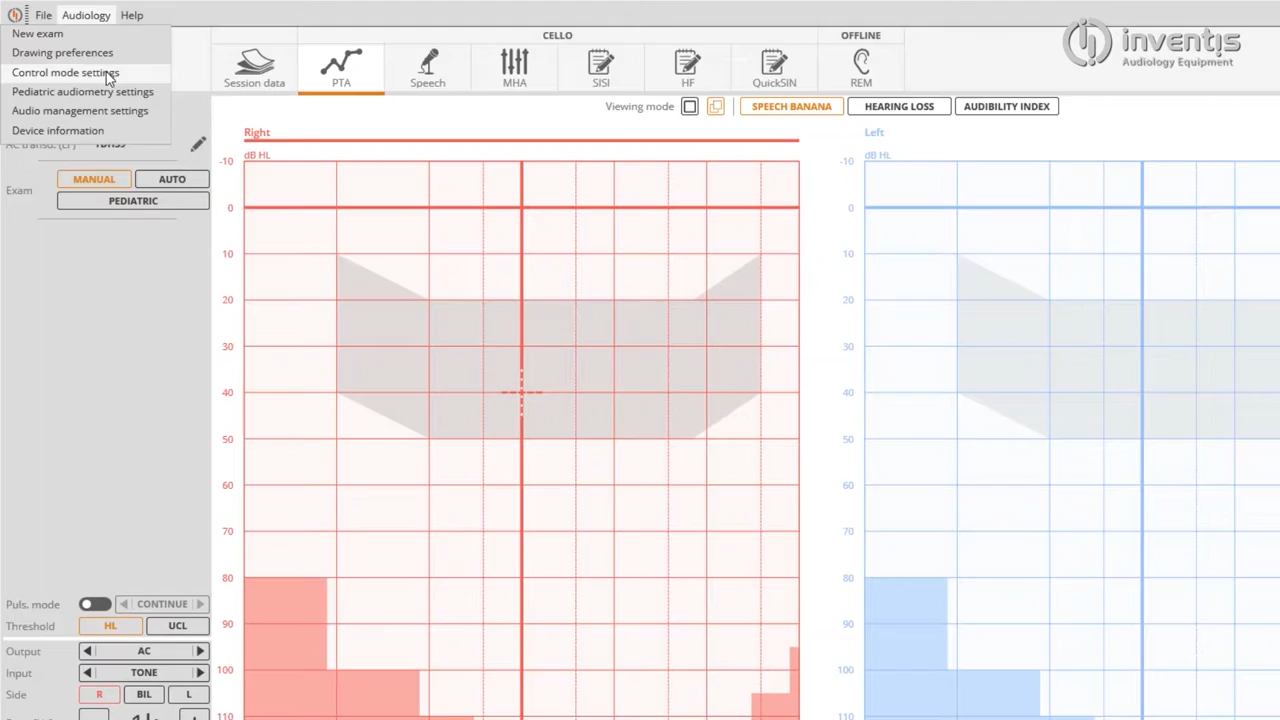 File Audiology Help
New exam
Drawing preferences
Control mode settings
Pediatric audiometry settings
Audio management settings
Device information
CELLO
OFFLINE
Session data
PTA
Speech
MHA
SISI
HF
QuickSIN
REM
inventis
Audiology Equipment
Viewing mode
SPEECH BANANA
HEARING LOSS
AUDIBILITY INDEX
Exam
MANUAL
AUTO
PEDIATRIC
Right
dB HL
-10
0
10
20
30
40
50
60
70
80
90
100
110
Left
dB HL
-10
0
10
20
30
40
50
60
70
80
90
100
110
Puls. mode
CONTINUE
Threshold
HL
UCL
Output
AC
Input
TONE
Side
R
BIL
L